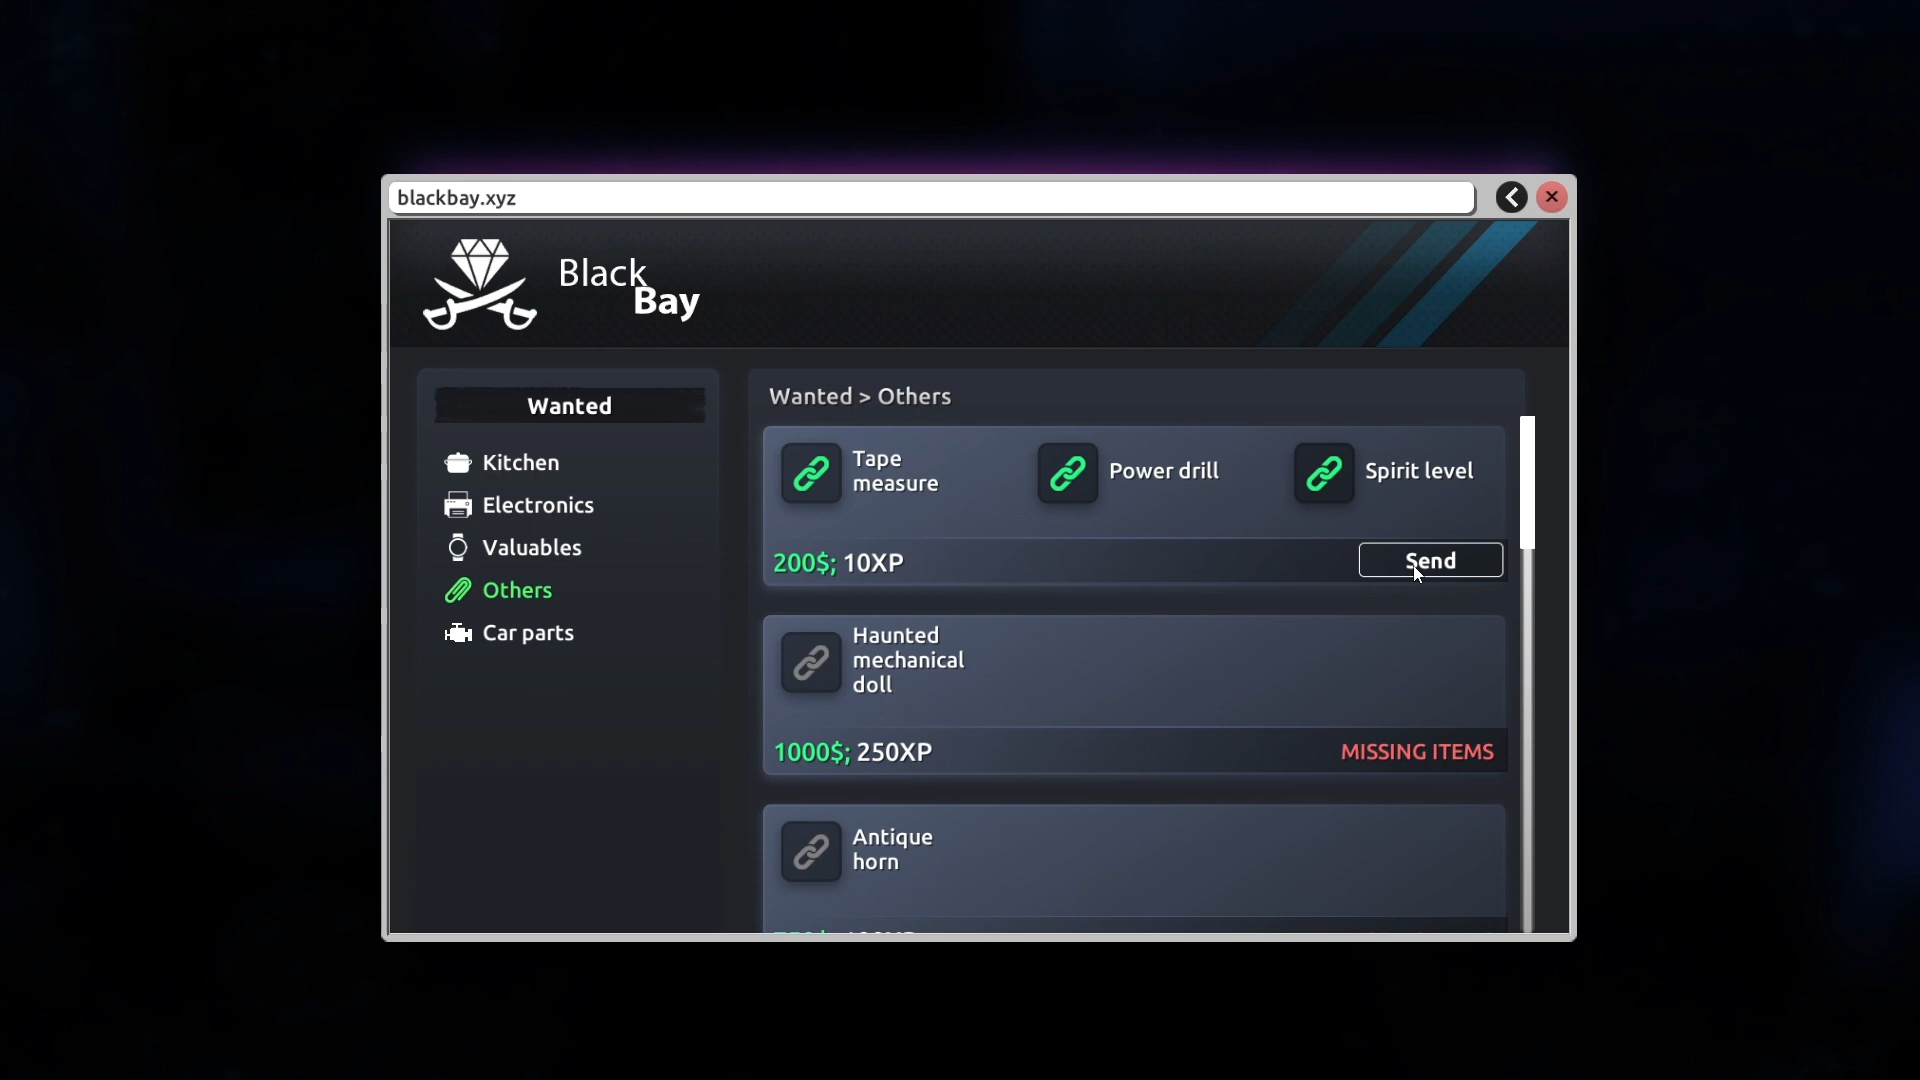 blackbay.xyz
Black
Bay
Wanted
Kitchen
Electronics
Valuables
Others
Car parts
Wanted > Others
Tape
measure
Power drill
Spirit level
200$; 10XP
Send
Haunted
mechanical
doll
1000$; 250XP
MISSING ITEMS
Antique
horn